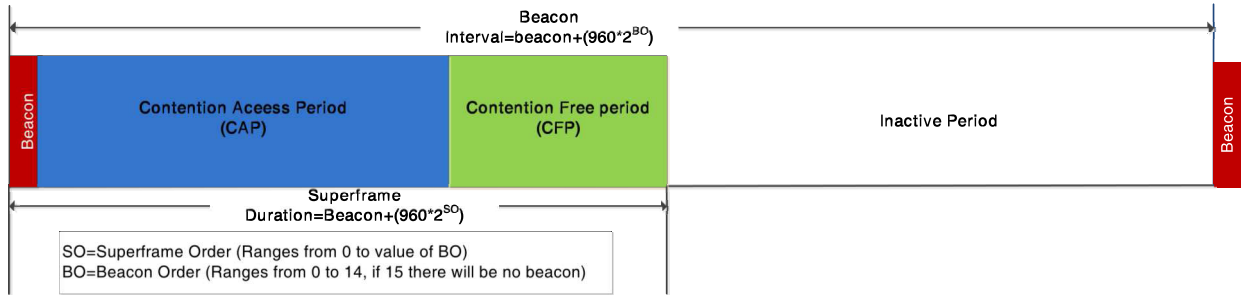 Beacon
Interval=beacon+(960*2^BO)
Beacon
Contention Aceess Period
(CAP)
Contention Free period
(CFP)
Inactive Period
Beacon
Superframe
Duration=Beacon+(960*2^SO)
SO=Superframe Order (Ranges from 0 to value of BO)
BO=Beacon Order (Ranges from 0 to 14, if 15 there will be no beacon)